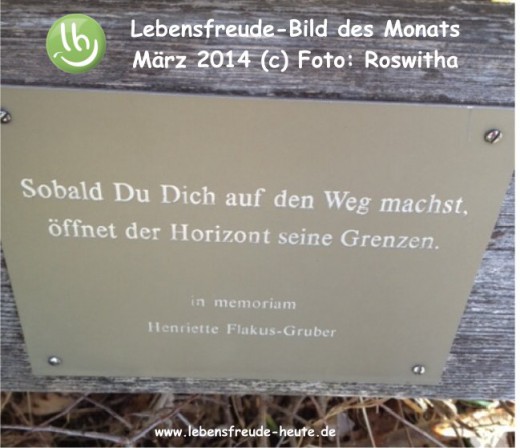 Lebensfreude-Bild des Monats
März 2014 (c) Foto: Roswitha
Sobald Du Dich auf den Weg machst,
öffnet der Horizont seine Grenzen.
in memoriam
Henriette Flakus-Gruber
www.lebensfreude-heute.de